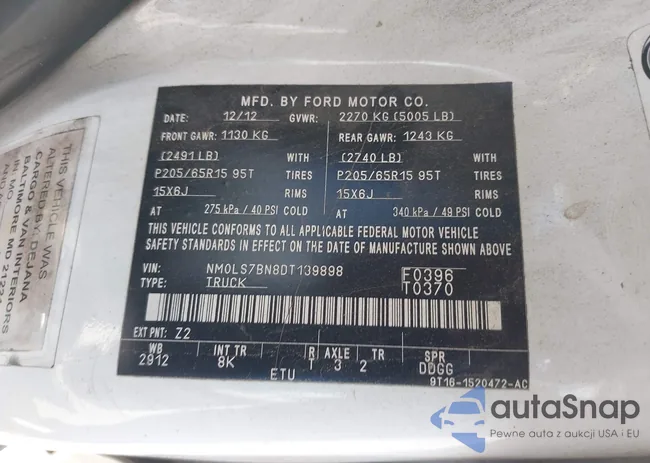 MFD. BY FORD MOTOR CO.
DATE: 12/12 GVWR: 2270 KG (5005 LB)
FRONT GAWR: 1130 KG REAR GAWR: 1243 KG
(2491 LB) WITH (2740 LB) WITH
P205/65R15 95T TIRES P205/65R15 95T TIRES
15X6J RIMS 15X6J RIMS
AT 275 kPa / 40 PSI COLD AT 340 kPa / 49 PSI COLD
THIS VEHICLE CONFORMS TO ALL APPLICABLE FEDERAL MOTOR VEHICLE
SAFETY STANDARDS IN EFFECT ON THE DATE OF MANUFACTURE SHOWN ABOVE.
VIN: NM0LS7BN8DT139898 F0396
TYPE: TRUCK T0370
EXT PNT: Z2
WB INT TR R AXLE TR SPR
2912 8K T 3 2 DDGG
ETU 9T16-1520472-AC
THIS VEHICLE WAS
ALTERED BY: DEJANA
CARGO & VAN INTERIORS
BALTIMORE MD
IN MO
autaSnap
Pewne auta z aukcji USA i EU